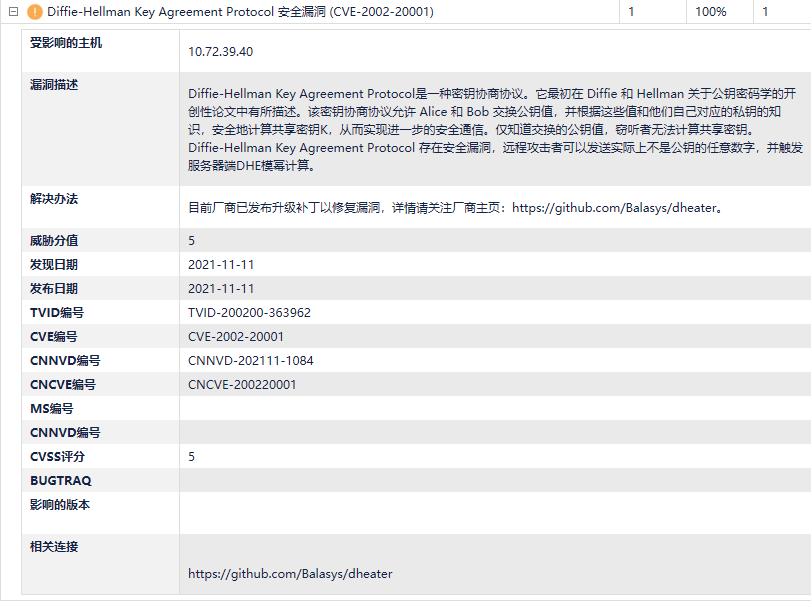 Diffie-Hellman Key Agreement Protocol 安全漏洞 (CVE-2002-20001) 1 100% 1
受影响的主机
10.72.39.40
漏洞描述
Diffie-Hellman Key Agreement Protocol是一种密钥协商协议。它最初在 Diffie 和 Hellman 关于公钥密码学的开
创性论文中有所描述。该密钥协商协议允许 Alice 和 Bob 交换公钥值，并根据这些值和他们自己对应的私钥的知
识，安全地计算共享密钥K，从而实现进一步的安全通信。仅知道交换的公钥值，窃听者无法计算共享密钥。
Diffie-Hellman Key Agreement Protocol 存在安全漏洞，远程攻击者可以发送实际上不是公钥的任意数字，并触发
服务器端DHE模幂计算。
解决办法
目前厂商已发布升级补丁以修复漏洞，详情请关注厂商主页：https://github.com/Balasys/dheater。
威胁分值 5
发现日期 2021-11-11
发布日期 2021-11-11
TVID编号 TVID-200200-363962
CVE编号 CVE-2002-20001
CNNVD编号 CNNVD-202111-1084
CNCVE编号 CNCVE-200220001
MS编号
CNNVD编号
CVSS评分 5
BUGTRAQ
影响的版本
相关连接
https://github.com/Balasys/dheater